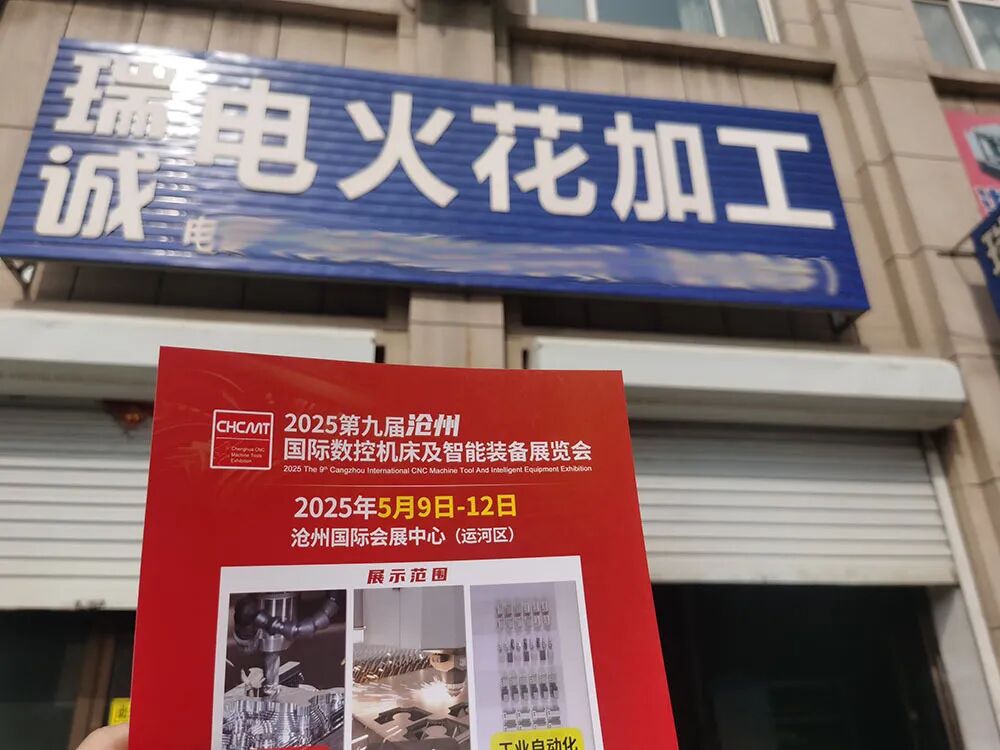 瑞诚
电火花加工
电
CHCMT
Chenghua CNC
Machine Tools
Exhibition
2025第九届沧州
国际数控机床及智能装备展览会
2025 The 9th Cangzhou International CNC Machine Tool And Intelligent Equipment Exhibition
2025年5月9日-12日
沧州国际会展中心（运河区）
展示范围
工业自动化